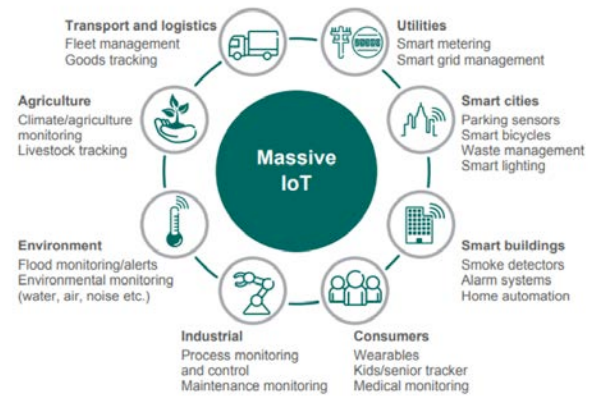 Transport and logistics
Fleet management
Goods tracking
Utilities
Smart metering
Smart grid management
Agriculture
Climate/agriculture
monitoring
Livestock tracking
Smart cities
Parking sensors
Smart bicycles
Waste management
Smart lighting
Massive
IoT
Environment
Flood monitoring/alerts
Environmental monitoring
(water, air, noise etc.)
Smart buildings
Smoke detectors
Alarm systems
Home automation
Industrial
Process monitoring
and control
Maintenance monitoring
Consumers
Wearables
Kids/senior tracker
Medical monitoring